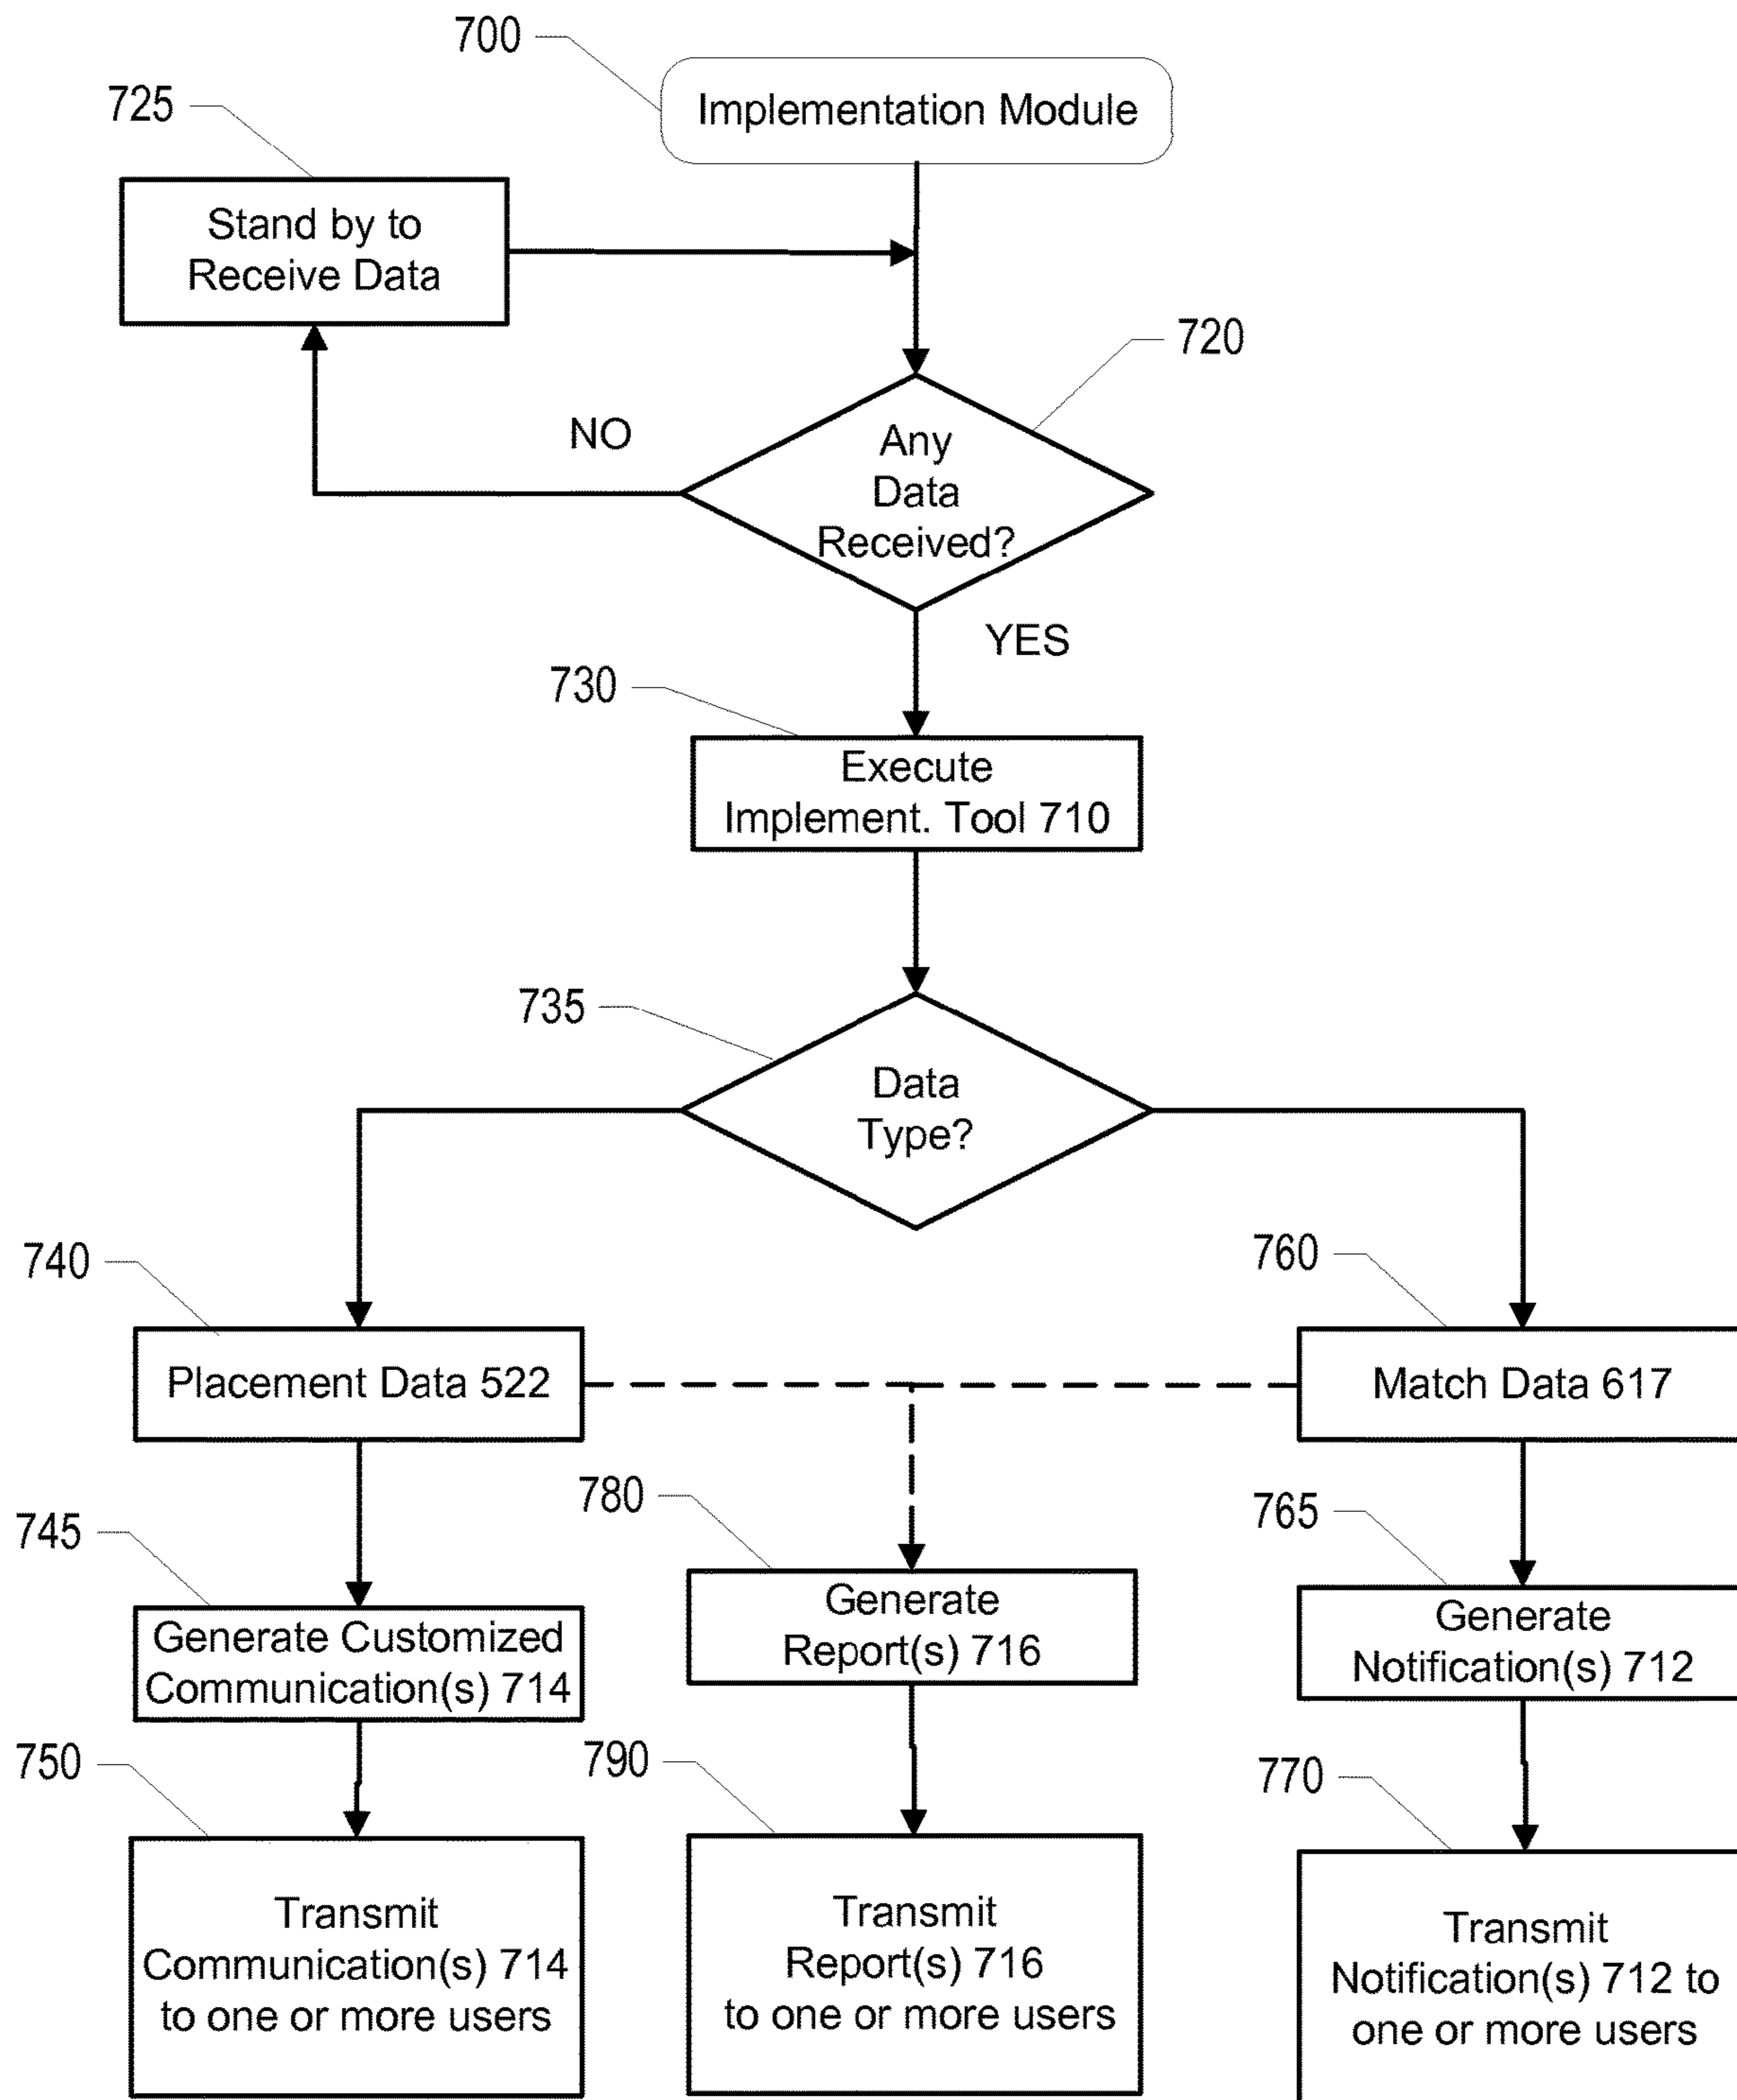 700
Implementation Module
725
Stand by to
Receive Data
720
NO
Any
Data
Received?
YES
730
Execute
Implement. Tool 710
735
Data
Type?
740
760
Placement Data 522
Match Data 617
780
765
745
Generate
Report(s) 716
Generate
Notification(s) 712
Generate Customized
Communication(s) 714
750
790
770
Transmit
Communication(s) 714
to one or more users
Transmit
Report(s) 716
to one or more users
Transmit
Notification(s) 712 to
one or more users